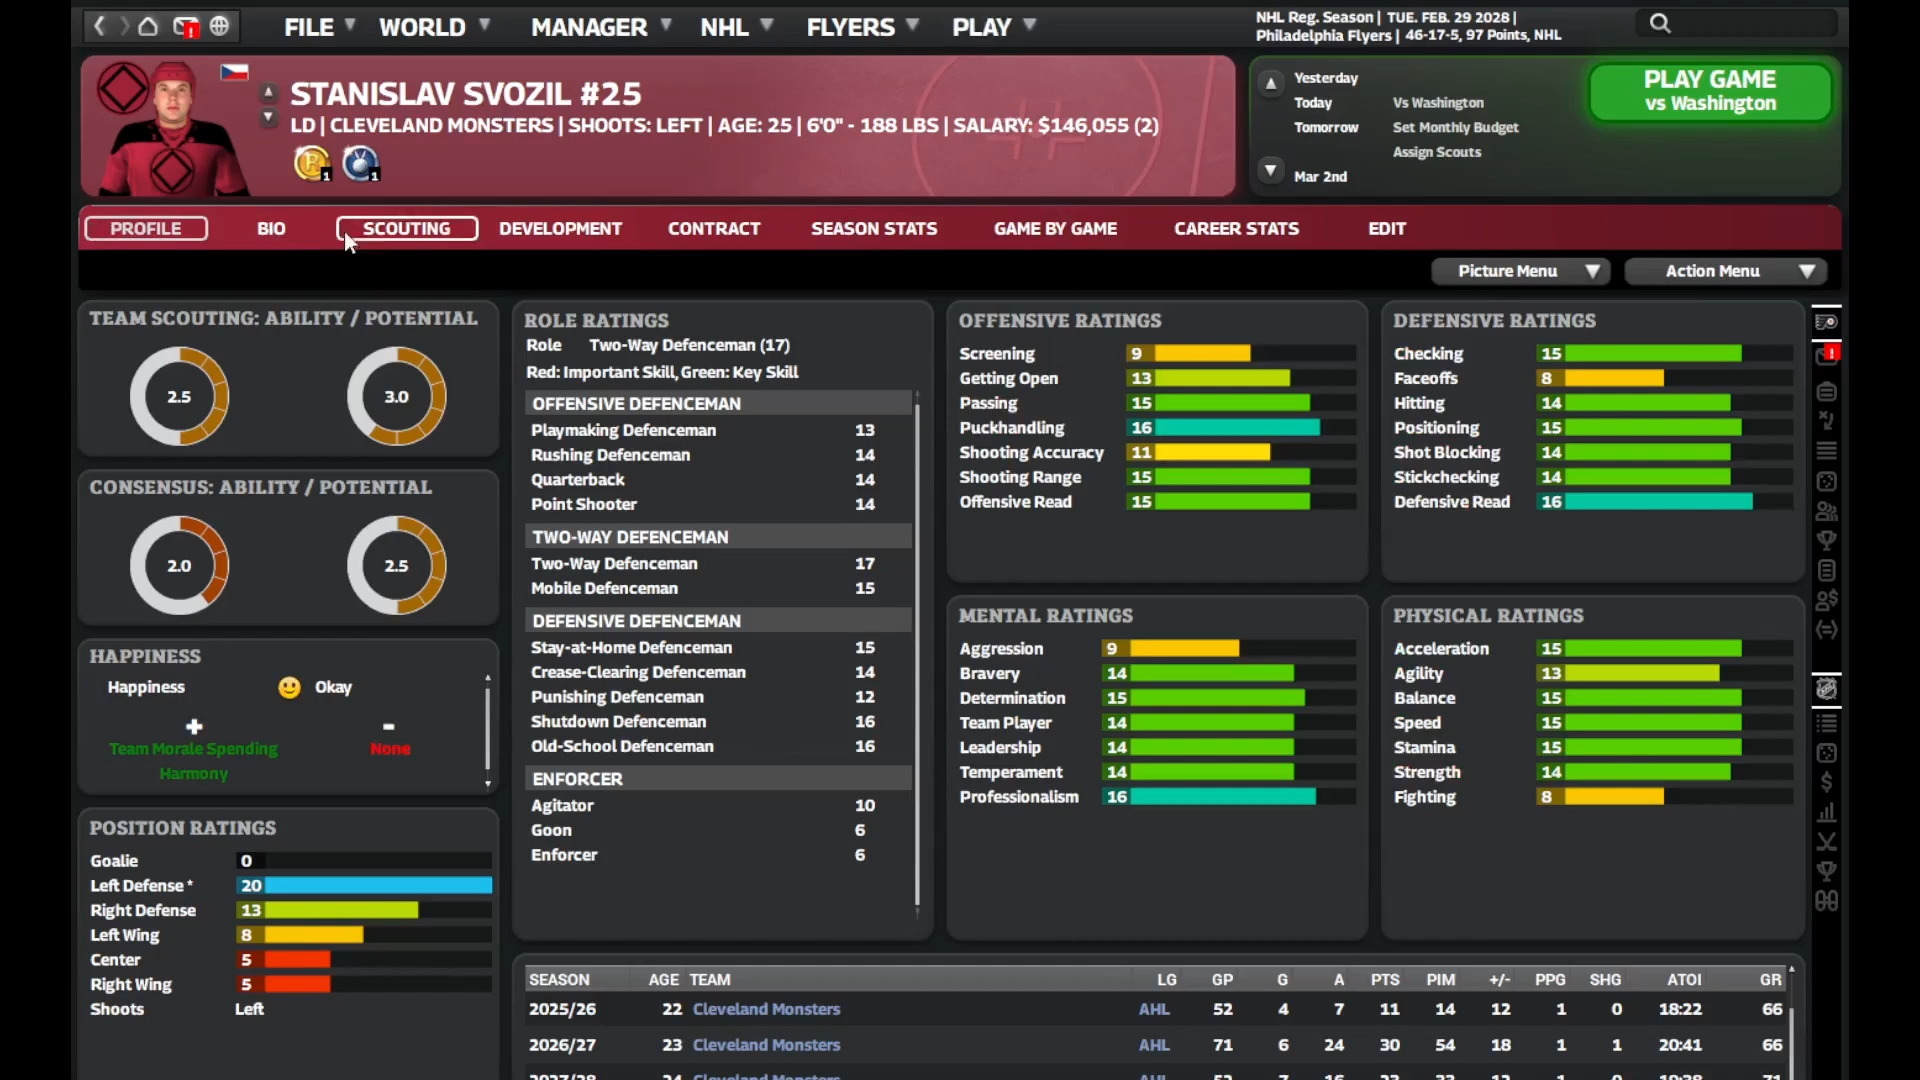 FILE WORLD MANAGER NHL FLYERS PLAY
NHL Reg. Season | TUE. FEB. 29 2028 |
Philadelphia Flyers | 46-17-5, 97 Points, NHL
STANISLAV SVOZIL #25
LD | CLEVELAND MONSTERS | SHOOTS: LEFT | AGE: 25 | 6'0" - 188 LBS | SALARY: $146,055 (2)
R 1 1
Yesterday
Today Vs Washington
Tomorrow Set Monthly Budget
Assign Scouts
Mar 2nd
PLAY GAME
vs Washington
PROFILE BIO SCOUTING DEVELOPMENT CONTRACT SEASON STATS GAME BY GAME CAREER STATS EDIT
Picture Menu Action Menu
TEAM SCOUTING: ABILITY / POTENTIAL
2.5 3.0
CONSENSUS: ABILITY / POTENTIAL
2.0 2.5
HAPPINESS
Happiness Okay
+ -
Team Morale Spending None
Harmony
POSITION RATINGS
Goalie 0
Left Defense * 20
Right Defense 13
Left Wing 8
Center 5
Right Wing 5
Shoots Left
ROLE RATINGS
Role Two-Way Defenceman (17)
Red: Important Skill, Green: Key Skill
OFFENSIVE DEFENCEMAN
Playmaking Defenceman 13
Rushing Defenceman 14
Quarterback 14
Point Shooter 14
TWO-WAY DEFENCEMAN
Two-Way Defenceman 17
Mobile Defenceman 15
DEFENSIVE DEFENCEMAN
Stay-at-Home Defenceman 15
Crease-Clearing Defenceman 14
Punishing Defenceman 12
Shutdown Defenceman 16
Old-School Defenceman 16
ENFORCER
Agitator 10
Goon 6
Enforcer 6
OFFENSIVE RATINGS
Screening 9
Getting Open 13
Passing 15
Puckhandling 16
Shooting Accuracy 11
Shooting Range 15
Offensive Read 15
DEFENSIVE RATINGS
Checking 15
Faceoffs 8
Hitting 14
Positioning 15
Shot Blocking 14
Stickchecking 14
Defensive Read 16
MENTAL RATINGS
Aggression 9
Bravery 14
Determination 15
Team Player 14
Leadership 14
Temperament 14
Professionalism 16
PHYSICAL RATINGS
Acceleration 15
Agility 13
Balance 15
Speed 15
Stamina 15
Strength 14
Fighting 8
SEASON AGE TEAM LG GP G A PTS PIM +/- PPG SHG ATOI GR
2025/26 22 Cleveland Monsters AHL 52 4 7 11 14 12 1 0 18:22 66
2026/27 23 Cleveland Monsters AHL 71 6 24 30 54 18 1 1 20:41 66